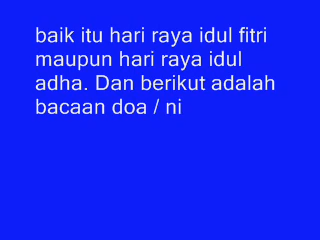 baik itu hari raya idul fitri
maupun hari raya idul
adha. Dan berikut adalah
bacaan doa / ni